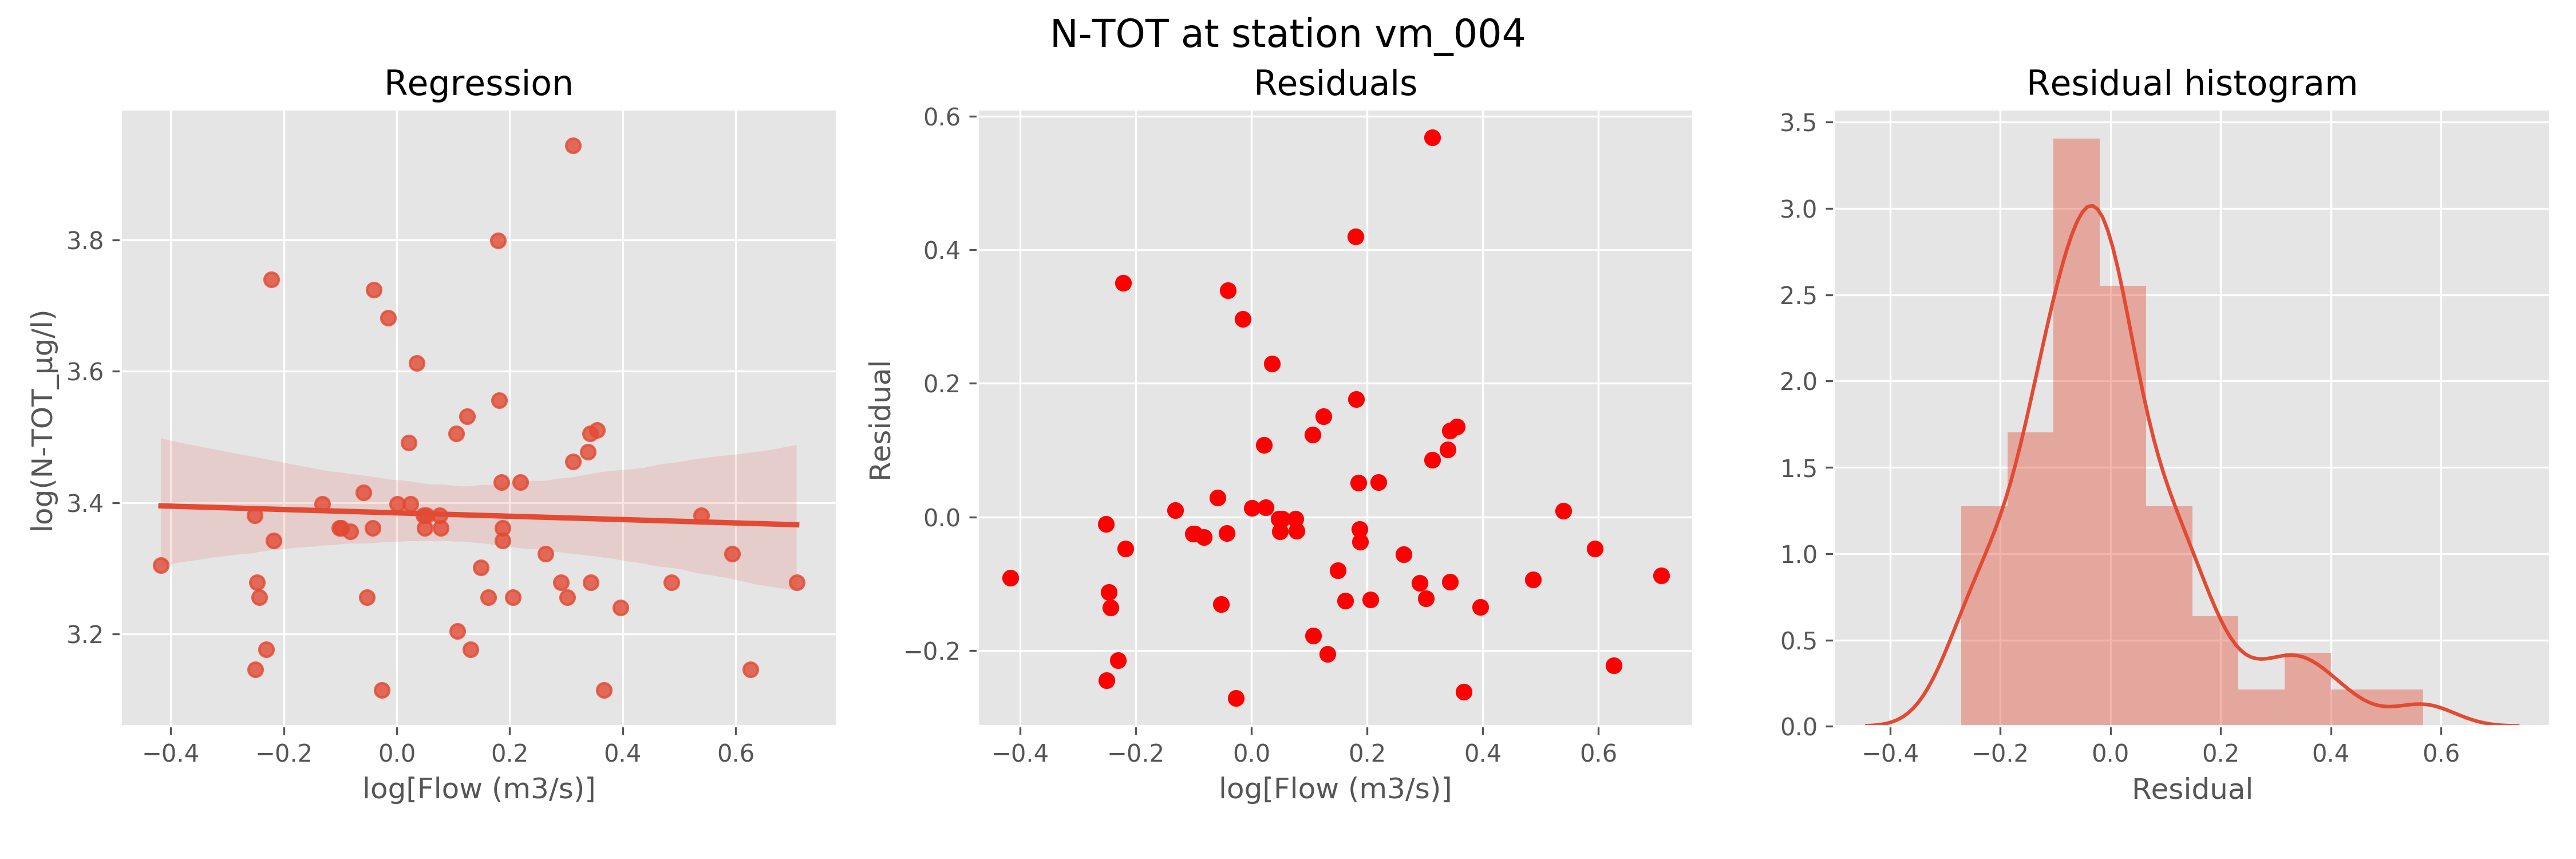 N-TOT at station vm_004
Regression
3.8
3.6
3.4
3.2
log(N-TOT_µg/l)
−0.4 −0.2 0.0 0.2 0.4 0.6
log[Flow (m3/s)]
Residuals
0.6
0.4
0.2
0.0
−0.2
Residual
−0.4 −0.2 0.0 0.2 0.4 0.6
log[Flow (m3/s)]
Residual histogram
3.5
3.0
2.5
2.0
1.5
1.0
0.5
0.0
−0.4 −0.2 0.0 0.2 0.4 0.6
Residual